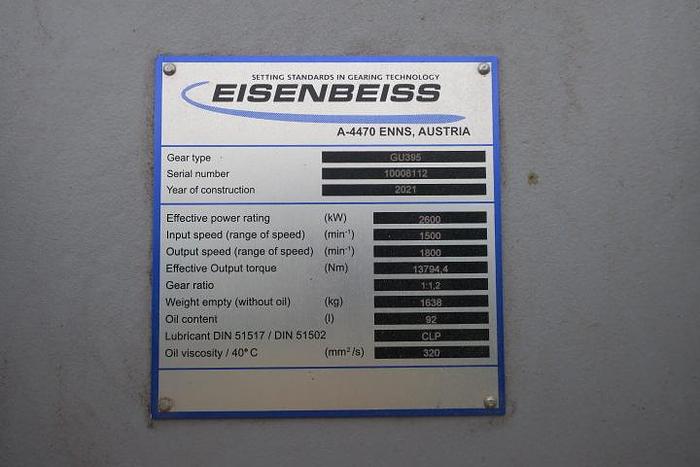 SETTING STANDARDS IN GEARING TECHNOLOGY
EISENBEISS
A-4470 ENNS, AUSTRIA
Gear type GU395
Serial number 10008112
Year of construction 2021
Effective power rating (kW) 2600
Input speed (range of speed) (min⁻¹) 1500
Output speed (range of speed) (min⁻¹) 1800
Effective Output torque (Nm) 13794,4
Gear ratio 1:1,2
Weight empty (without oil) (kg) 1638
Oil content (l) 92
Lubricant DIN 51517 / DIN 51502 CLP
Oil viscosity / 40°C (mm²/s) 320